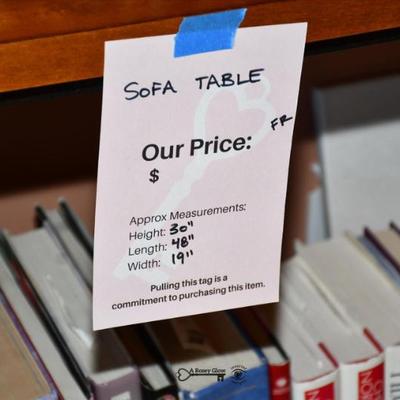 SOFA TABLE
FR
Our Price:
$
Approx Measurements:
Height: 30"
Length: 48"
Width: 19"
Pulling this tag is a
commitment to purchasing this item.
A Rosey Glow